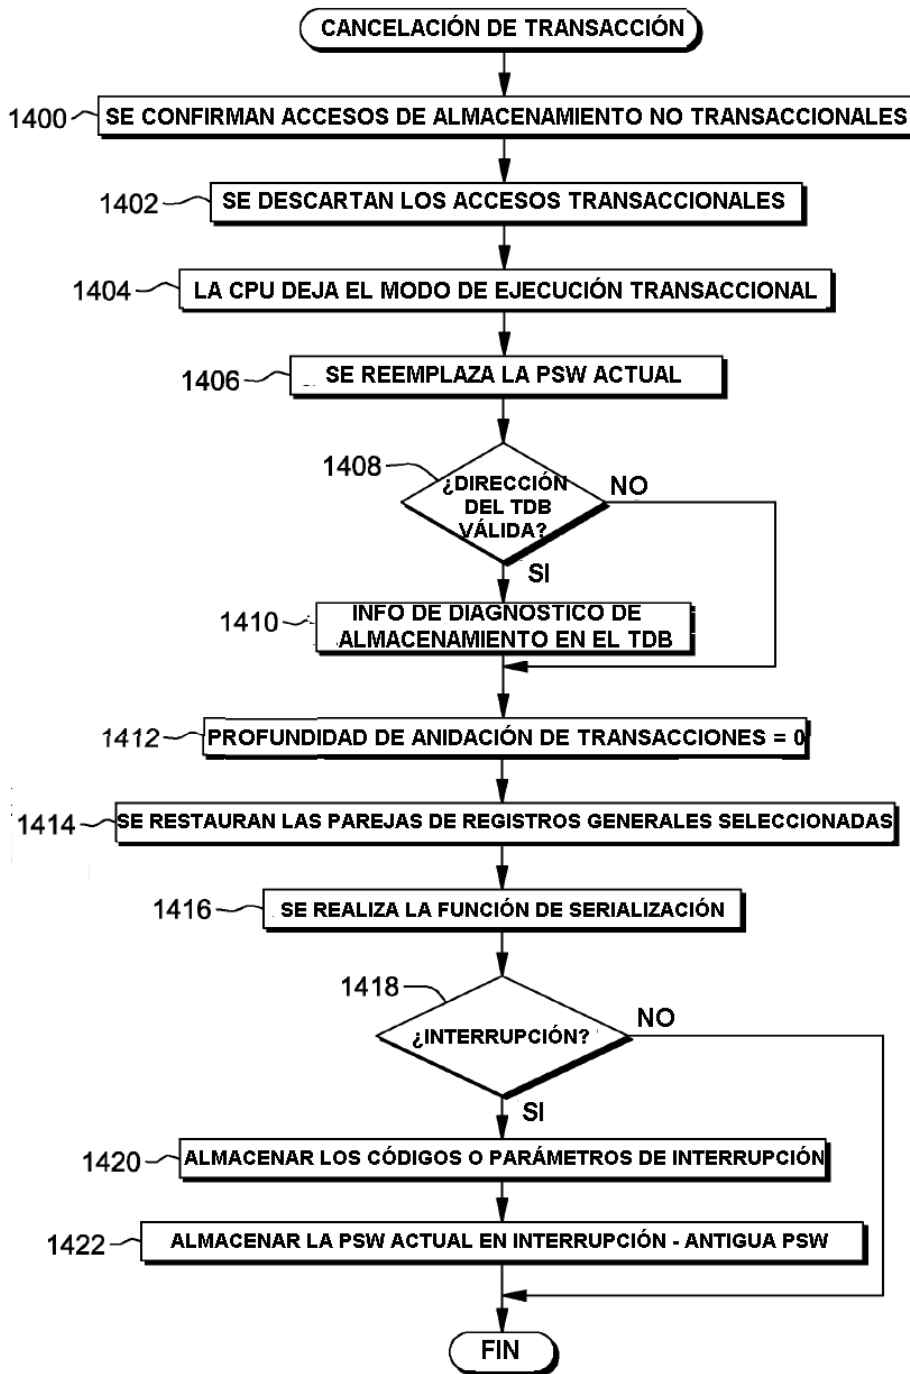 CANCELACIÓN DE TRANSACCIÓN
1400
SE CONFIRMAN ACCESOS DE ALMACENAMIENTO NO TRANSACCIONALES
1402
SE DESCARTAN LOS ACCESOS TRANSACCIONALES
1404
LA CPU DEJA EL MODO DE EJECUCIÓN TRANSACCIONAL
1406
SE REEMPLAZA LA PSW ACTUAL
1408
¿DIRECCIÓN
DEL TDB
VÁLIDA?
NO
SI
1410
INFO DE DIAGNOSTICO DE
ALMACENAMIENTO EN EL TDB
1412
PROFUNDIDAD DE ANIDACIÓN DE TRANSACCIONES = 0
1414
SE RESTAURAN LAS PAREJAS DE REGISTROS GENERALES SELECCIONADAS
1416
SE REALIZA LA FUNCIÓN DE SERIALIZACIÓN
1418
¿INTERRUPCIÓN?
NO
SI
1420
ALMACENAR LOS CÓDIGOS O PARÁMETROS DE INTERRUPCIÓN
1422
ALMACENAR LA PSW ACTUAL EN INTERRUPCIÓN - ANTIGUA PSW
FIN